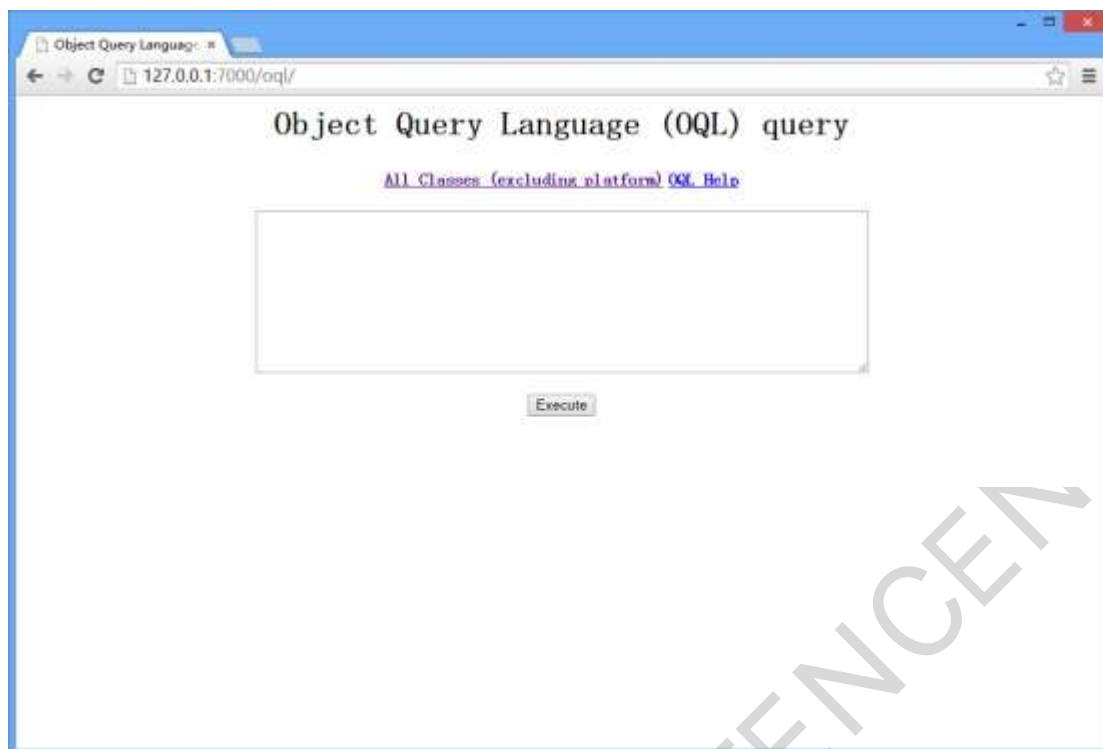 Object Query Language
127.0.0.1:7000/oql/
Object Query Language (OQL) query
All Classes (excluding platform) OQL Help
Execute